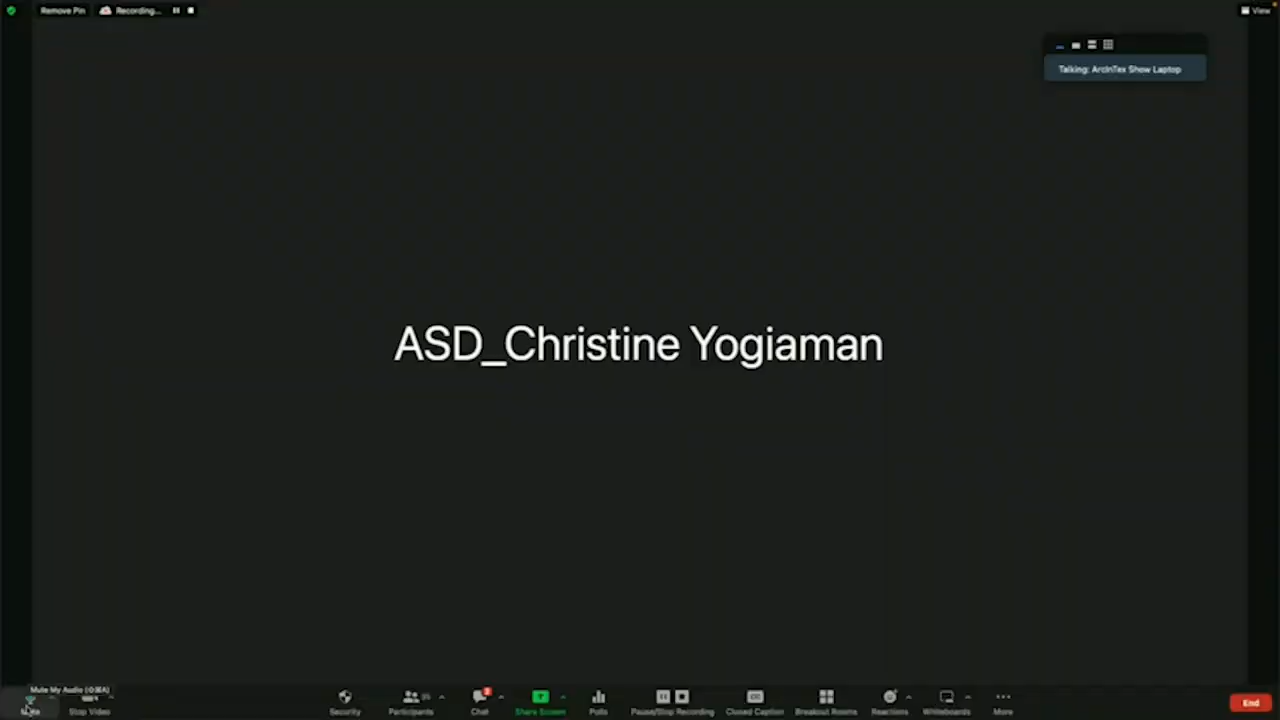 Remove Pin
Recording...
View
Talking: ArcInTex Show Laptop
ASD_Christine Yogiaman
Mute My Audio
Mute
Stop Video
Security
Participants
Chat
Share Screen
Polls
Pause/Stop Recording
Closed Caption
Breakout Rooms
Reactions
Whiteboards
More
End